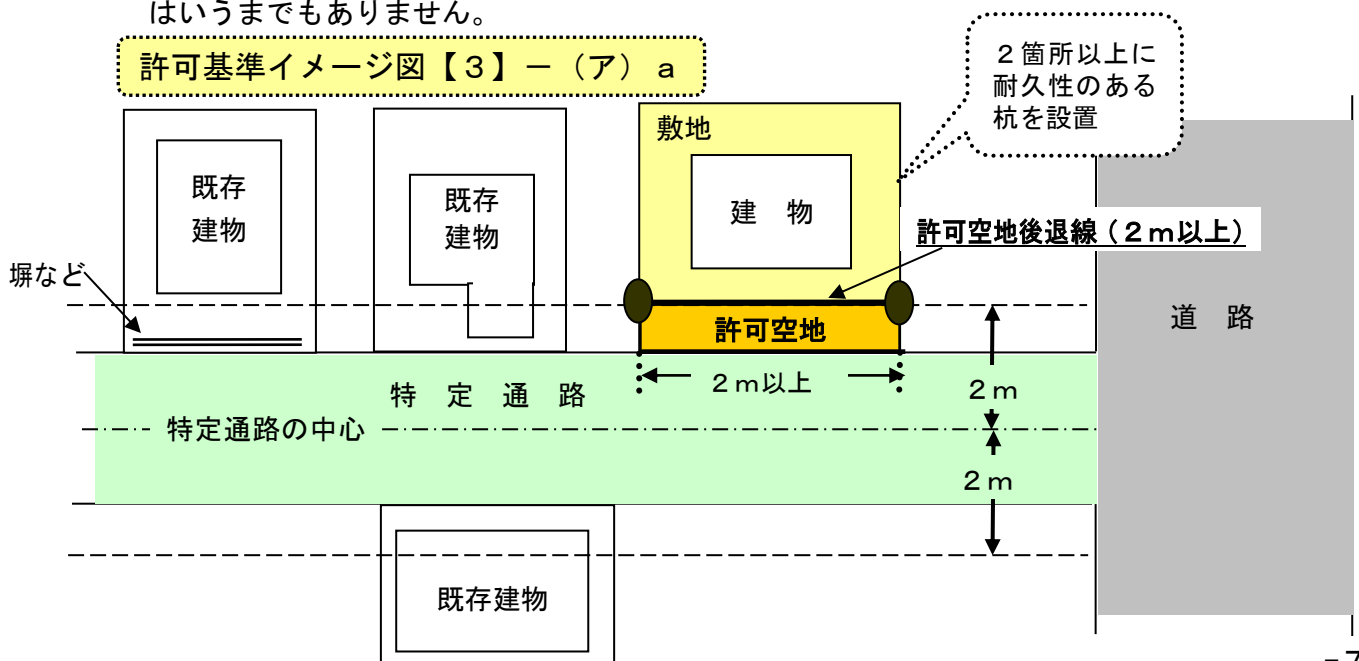 はいうまでもありません。
許可基準イメージ図【３】－（ア）ａ
２箇所以上に
耐久性のある
杭を設置
敷地
既存
建物
既存
建物
建　物
許可空地後退線（２ｍ以上）
塀など
許可空地
道　路
２ｍ以上
特　定　通　路
２ｍ
特定通路の中心
２ｍ
既存建物
-7